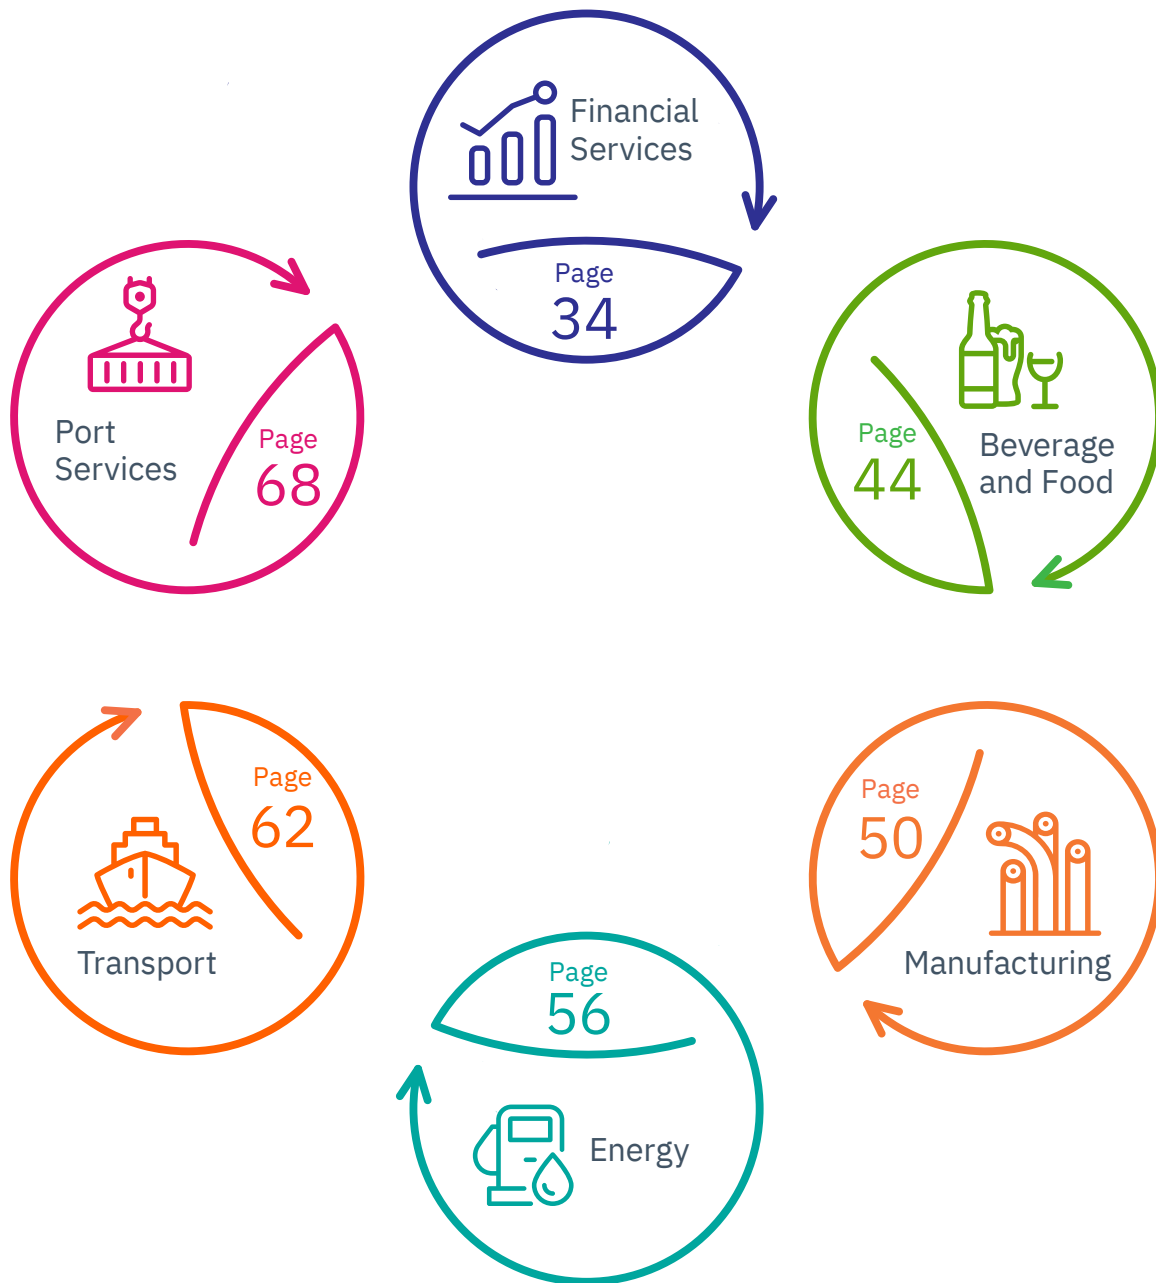 Financial
Services
Page
34
Beverage
and Food
Page
44
Manufacturing
Page
50
Energy
Page
56
Transport
Page
62
Port
Services
Page
68